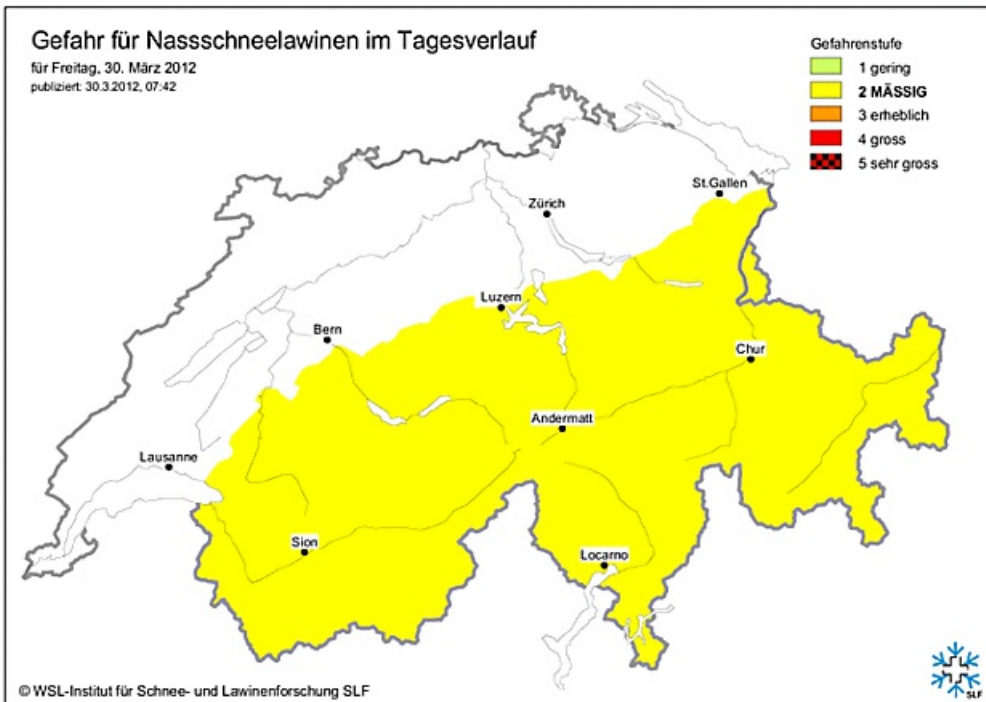 Gefahr für Nassschneelawinen im Tagesverlauf
für Freitag, 30. März 2012
publiziert: 30.3.2012, 07:42
Gefahrenstufe
1 gering
2 MÄSSIG
3 erheblich
4 gross
5 sehr gross
St.Gallen
Zürich
Luzern
Bern
Chur
Andermatt
Lausanne
Sion
Locarno
© WSL-Institut für Schnee- und Lawinenforschung SLF
SLF